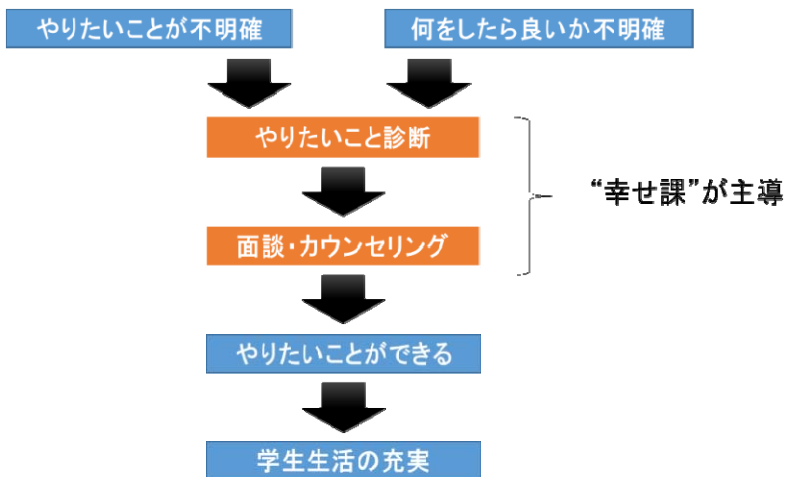 やりたいことが不明確
何をしたら良いか不明確
やりたいこと診断
“幸せ課”が主導
面談・カウンセリング
やりたいことができる
学生生活の充実